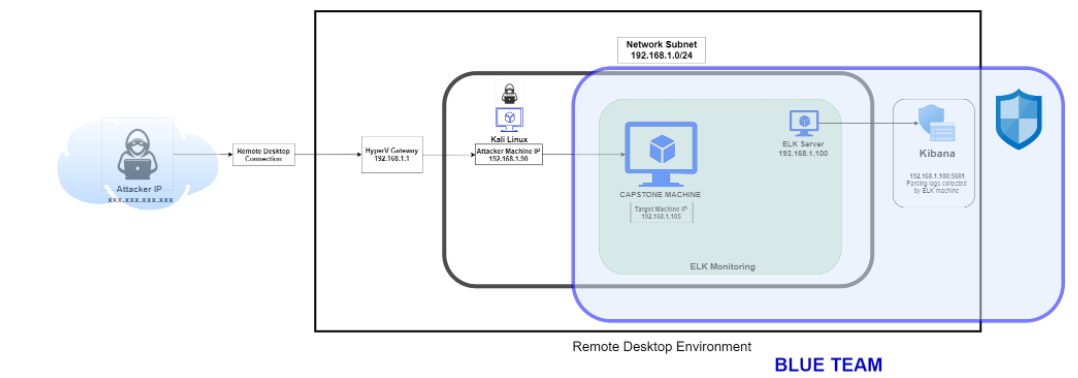 Network Subnet
192.168.1.0/24
Kali Linux
Attacker Machine IP
192.168.1.90
HyperV Gateway
192.168.1.1
Remote Desktop
Connection
Attacker IP
xxx.xxx.xxx.xxx
CAPSTONE MACHINE
Target Machine IP
192.168.1.105
ELK Server
192.168.1.100
Kibana
192.168.1.100:5601
Parsing logs collected
by ELK machine
ELK Monitoring
Remote Desktop Environment
BLUE TEAM